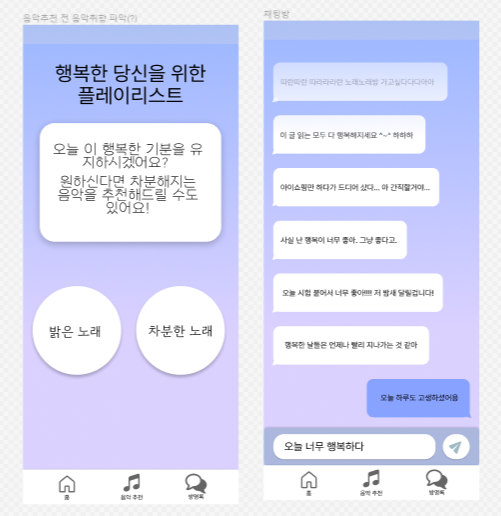 음악추천 전 음악취향 파악(?)
행복한 당신을 위한
플레이리스트
오늘 이 행복한 기분을 유
지하시겠어요?
원하신다면 차분해지는
음악을 추천해드릴 수도
있어요!
밝은 노래
차분한 노래
홈
음악 추천
방명록
채팅방
따란따란 따라라라란 노래노래방 가고싶다다다아아
이 글 읽는 모두 다 행복해지세요 ^~^ 하하하
아이쇼핑만 하다가 드디어 샀다... 아 간직할거야...
사실 난 행복이 너무 좋아. 그냥 좋다고.
오늘 시험 붙어서 너무 좋아!!!!! 저 밤새 달릴겁니다!
행복한 날들은 언제나 빨리 지나가는 것 같아
오늘 하루도 고생하셨어욤
오늘 너무 행복하다
홈
음악 추천
방명록